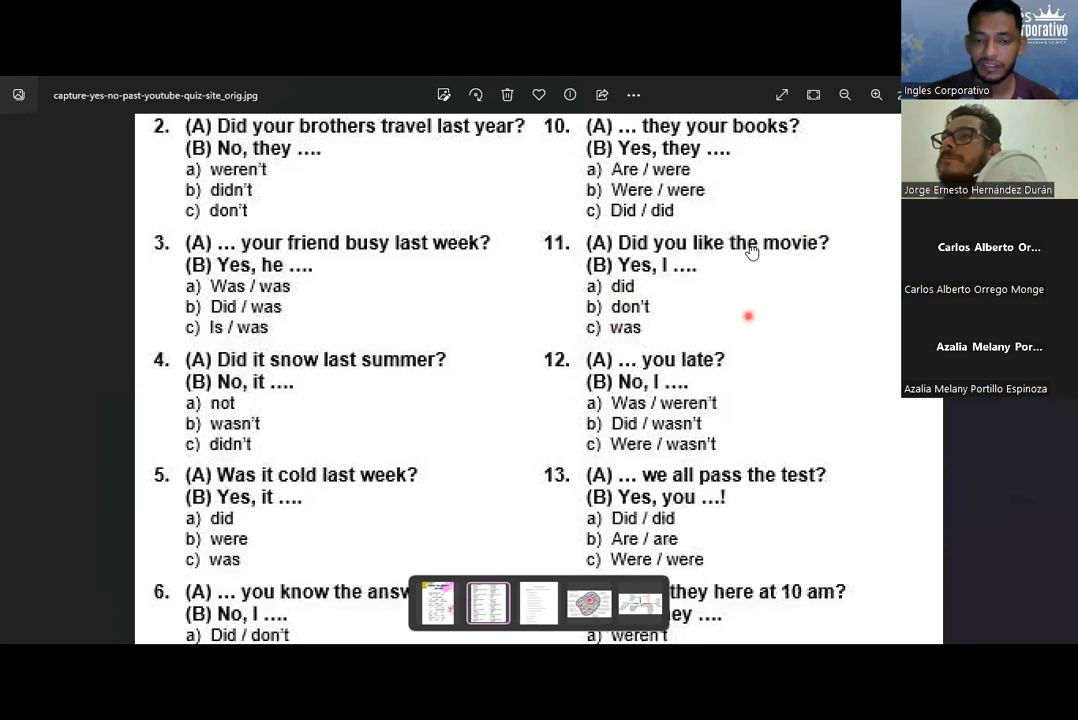 és
rporativo
Ingles Corporativo
capture-yes-no-past-youtube-quiz-site_orig.jpg
2. (A) Did your brothers travel last year?
(B) No, they ....
a) weren't
b) didn't
c) don't
3. (A) ... your friend busy last week?
(B) Yes, he ....
a) Was / was
b) Did / was
c) Is / was
4. (A) Did it snow last summer?
(B) No, it ....
a) not
b) wasn't
c) didn't
5. (A) Was it cold last week?
(B) Yes, it ....
a) did
b) were
c) was
6. (A) ... you know the answ
(B) No, I ....
a) Did / don't
10. (A) ... they your books?
(B) Yes, they ....
a) Are / were
b) Were / were
c) Did / did
11. (A) Did you like the movie?
(B) Yes, I ....
a) did
b) don't
c) was
12. (A) ... you late?
(B) No, I ....
a) Was / weren't
b) Did / wasn't
c) Were / wasn't
13. (A) ... we all pass the test?
(B) Yes, you ...!
a) Did / did
b) Are / are
c) Were / were
they here at 10 am?
ey ....
a) weren't
Jorge Ernesto Hernández Durán
Carlos Alberto Or...
Carlos Alberto Orrego Monge
Azalia Melany Por...
Azalia Melany Portillo Espinoza